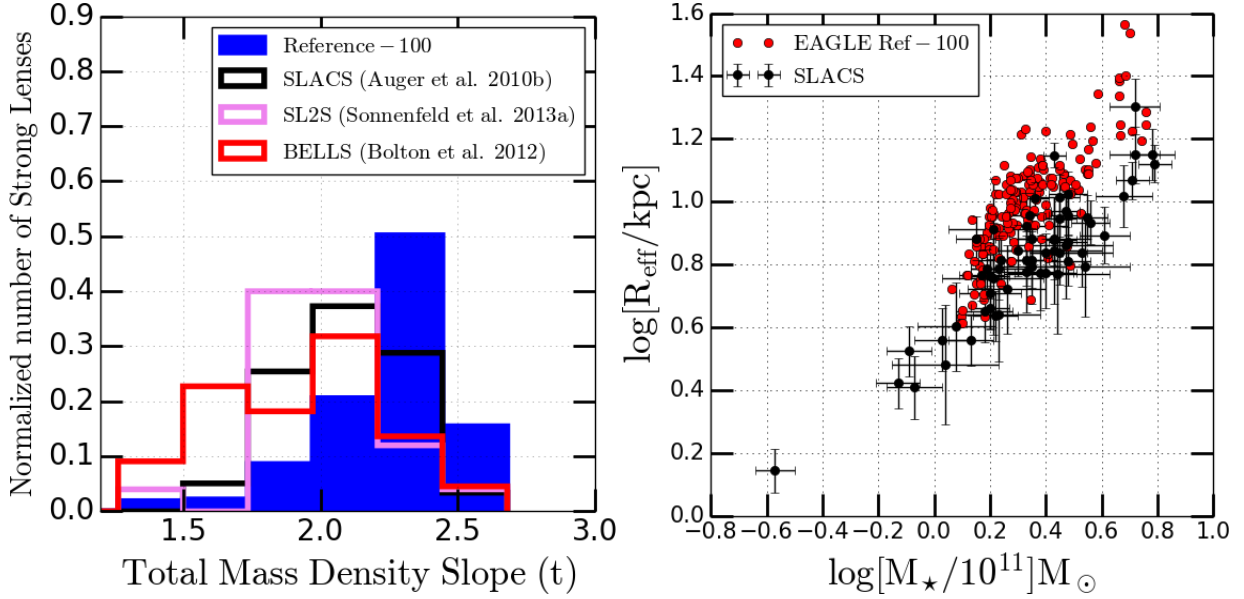 Normalized number of Strong Lenses
0.9
0.8
0.7
0.6
0.5
0.4
0.3
0.2
0.1
0.0
Reference − 100
SLACS (Auger et al. 2010b)
SL2S (Sonnenfeld et al. 2013a)
BELLS (Bolton et al. 2012)
1.5 2.0 2.5 3.0
Total Mass Density Slope (t)
log[R_eff/kpc]
1.6
1.4
1.2
1.0
0.8
0.6
0.4
0.2
0.0
EAGLE Ref − 100
SLACS
−0.8 −0.6 −0.4 −0.2 0.0 0.2 0.4 0.6 0.8 1.0
log[M⋆/10¹¹]M⊙